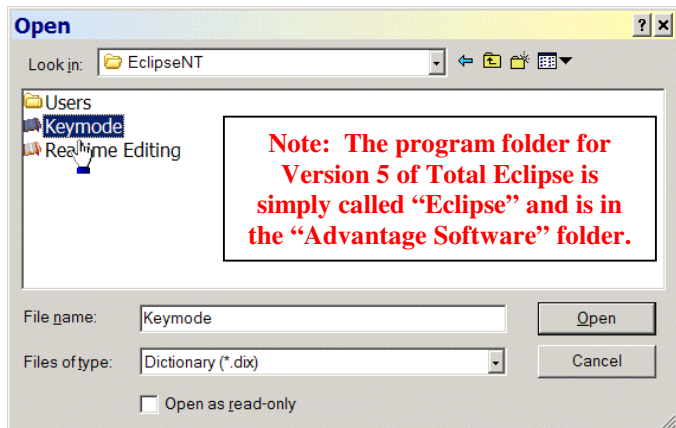 Open
Look in: EclipseNT
Users
Keymode
Realtime Editing
Note: The program folder for
Version 5 of Total Eclipse is
simply called “Eclipse” and is in
the “Advantage Software” folder.
File name: Keymode Open
Files of type: Dictionary (*.dix) Cancel
Open as read-only